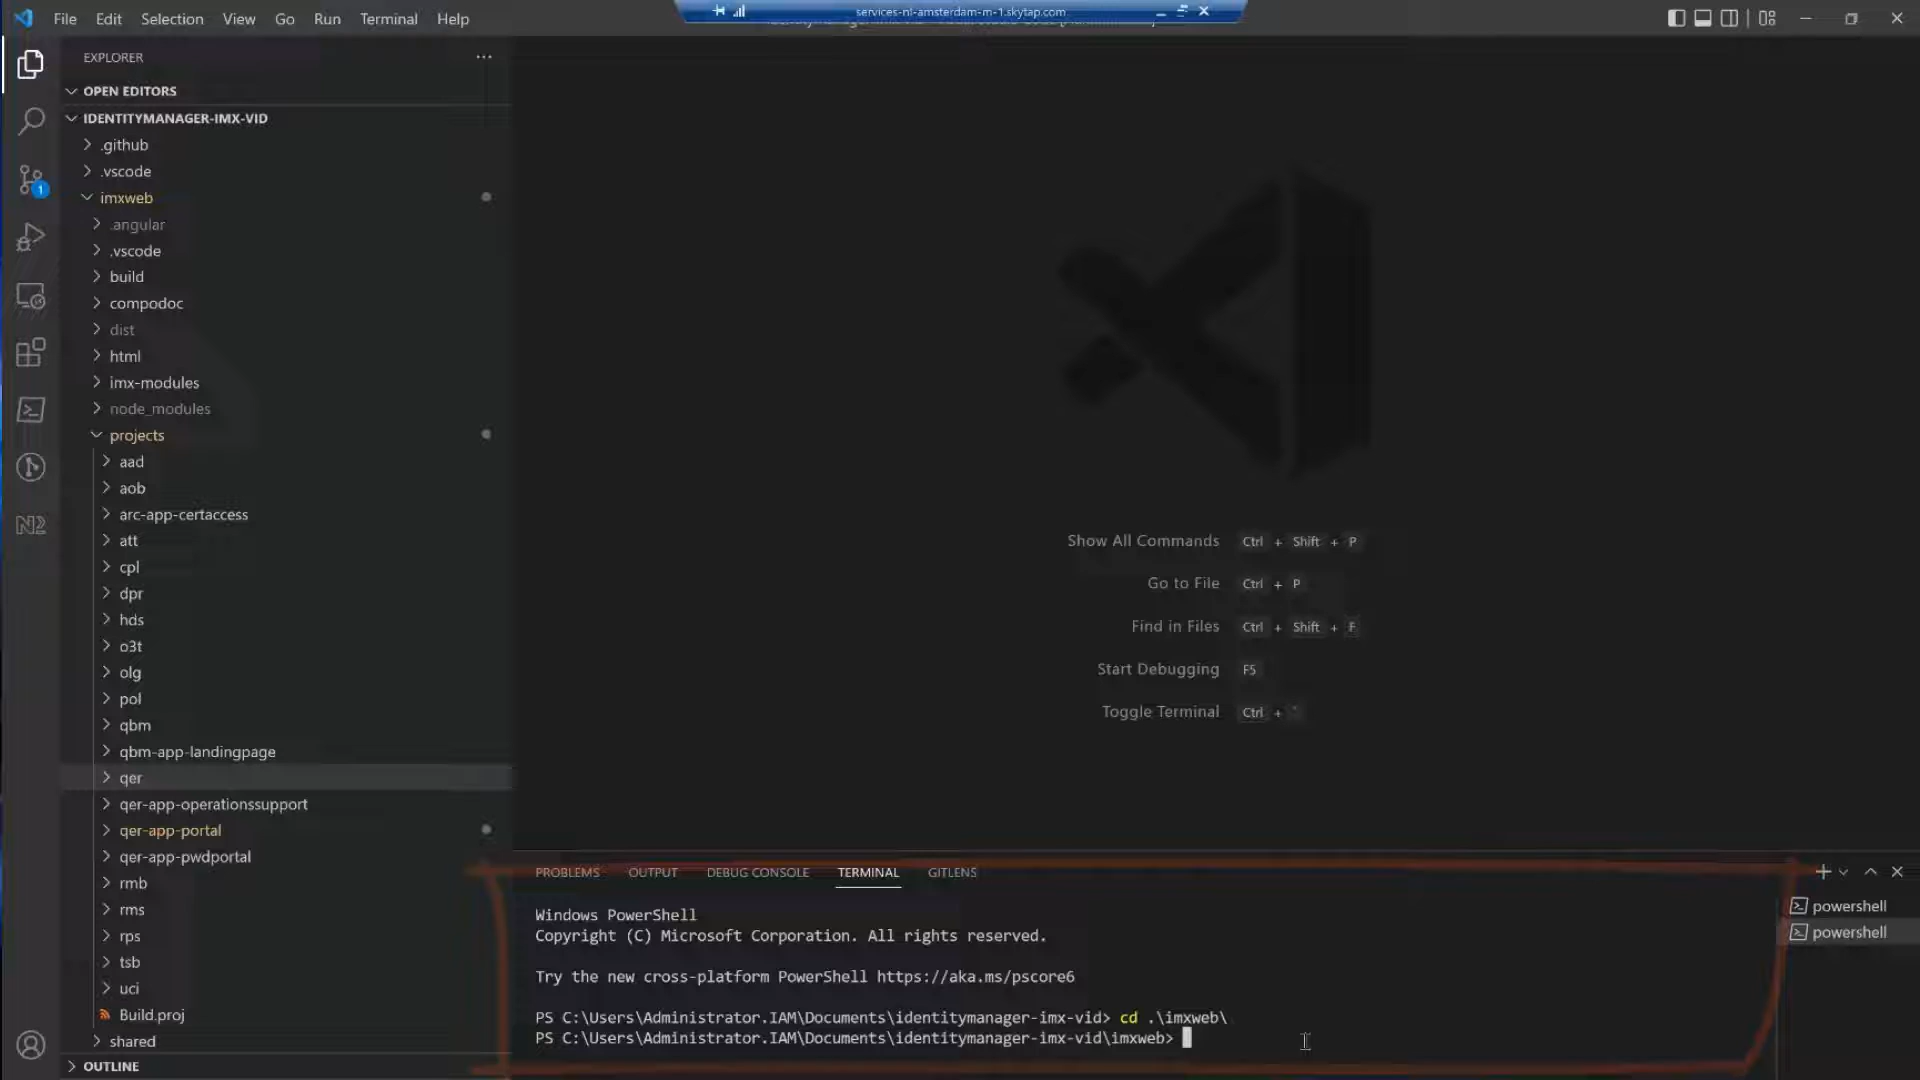 File Edit Selection View Go Run Terminal Help
services-nl-amsterdam-m-1.skytap.com
EXPLORER
OPEN EDITORS
IDENTITYMANAGER-IMX-VID
.github
.vscode
imxweb
.angular
.vscode
build
compodoc
dist
html
imx-modules
node_modules
projects
aad
aob
arc-app-certaccess
att
cpl
dpr
hds
o3t
olg
pol
qbm
qbm-app-landingpage
qer
qer-app-operationssupport
qer-app-portal
qer-app-pwdportal
rmb
rms
rps
tsb
uci
Build.proj
shared
OUTLINE
1
Show All Commands Ctrl + Shift + P
Go to File Ctrl + P
Find in Files Ctrl + Shift + F
Start Debugging F5
Toggle Terminal Ctrl + `
PROBLEMS OUTPUT DEBUG CONSOLE TERMINAL GITLENS
Windows PowerShell
Copyright (C) Microsoft Corporation. All rights reserved.
Try the new cross-platform PowerShell https://aka.ms/pscore6
PS C:\Users\Administrator.IAM\Documents\identitymanager-imx-vid> cd .\imxweb\
PS C:\Users\Administrator.IAM\Documents\identitymanager-imx-vid\imxweb>
powershell
powershell